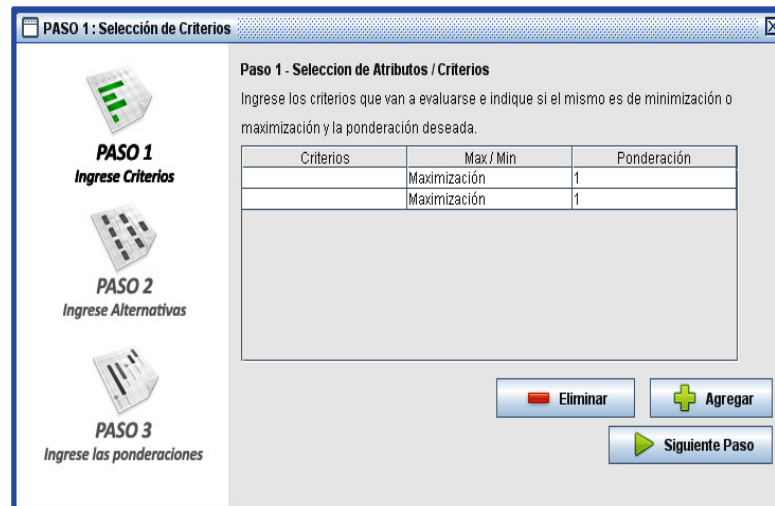 PASO 1 : Selección de Criterios
PASO 1
Ingrese Criterios
PASO 2
Ingrese Alternativas
PASO 3
Ingrese las ponderaciones
Paso 1 - Seleccion de Atributos / Criterios
Ingrese los criterios que van a evaluarse e indique si el mismo es de minimización o
maximización y la ponderación deseada.
Criterios Max / Min Ponderación
Maximización 1
Maximización 1
Eliminar Agregar
Siguiente Paso